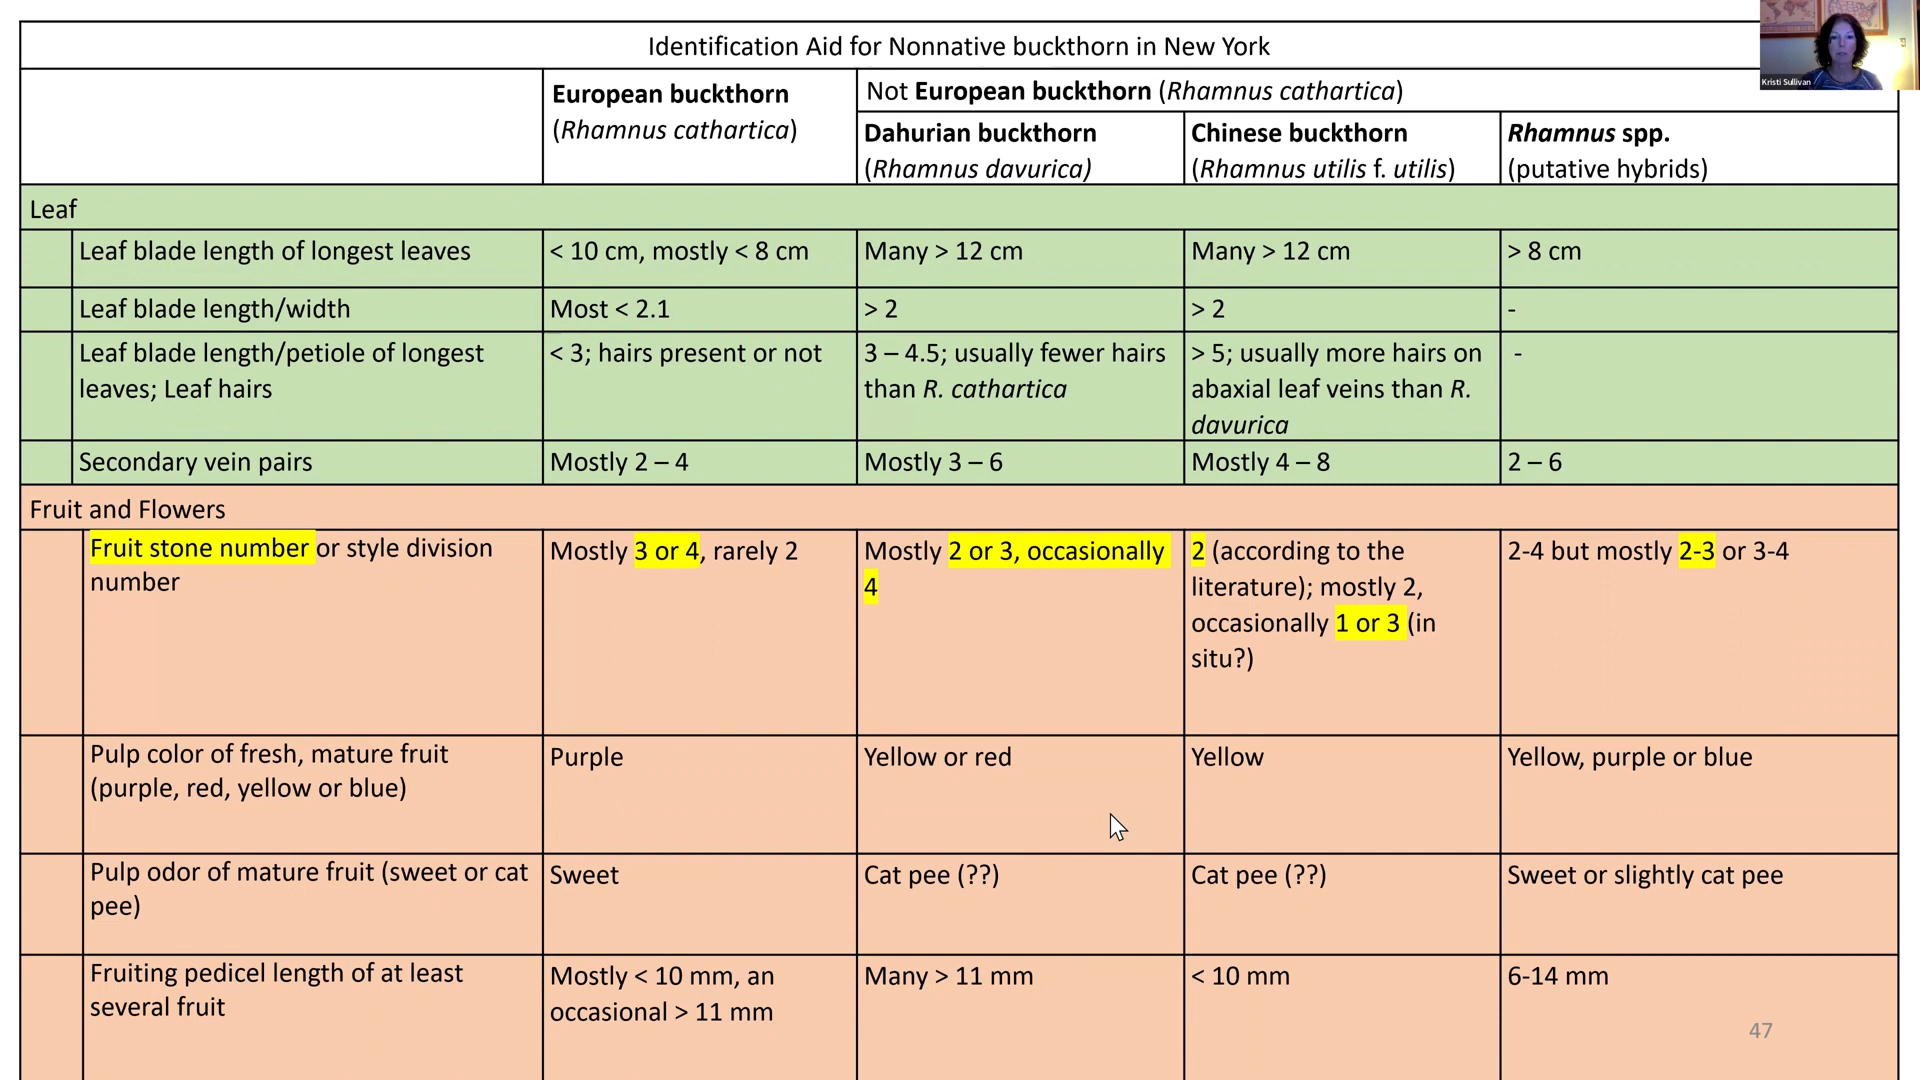 Identification Aid for Nonnative buckthorn in New York
Kristi Sullivan
European buckthorn
(Rhamnus cathartica)
Not European buckthorn (Rhamnus cathartica)
Dahurian buckthorn
(Rhamnus davurica)
Chinese buckthorn
(Rhamnus utilis f. utilis)
Rhamnus spp.
(putative hybrids)
Leaf
Leaf blade length of longest leaves
< 10 cm, mostly < 8 cm
Many > 12 cm
Many > 12 cm
> 8 cm
Leaf blade length/width
Most < 2.1
> 2
> 2
-
Leaf blade length/petiole of longest
leaves; Leaf hairs
< 3; hairs present or not
3 – 4.5; usually fewer hairs
than R. cathartica
> 5; usually more hairs on
abaxial leaf veins than R.
davurica
-
Secondary vein pairs
Mostly 2 – 4
Mostly 3 – 6
Mostly 4 – 8
2 – 6
Fruit and Flowers
Fruit stone number or style division
number
Mostly 3 or 4, rarely 2
Mostly 2 or 3, occasionally
4
2 (according to the
literature); mostly 2,
occasionally 1 or 3 (in
situ?)
2-4 but mostly 2-3 or 3-4
Pulp color of fresh, mature fruit
(purple, red, yellow or blue)
Purple
Yellow or red
Yellow
Yellow, purple or blue
Pulp odor of mature fruit (sweet or cat
pee)
Sweet
Cat pee (??)
Cat pee (??)
Sweet or slightly cat pee
Fruiting pedicel length of at least
several fruit
Mostly < 10 mm, an
occasional > 11 mm
Many > 11 mm
< 10 mm
6-14 mm
47